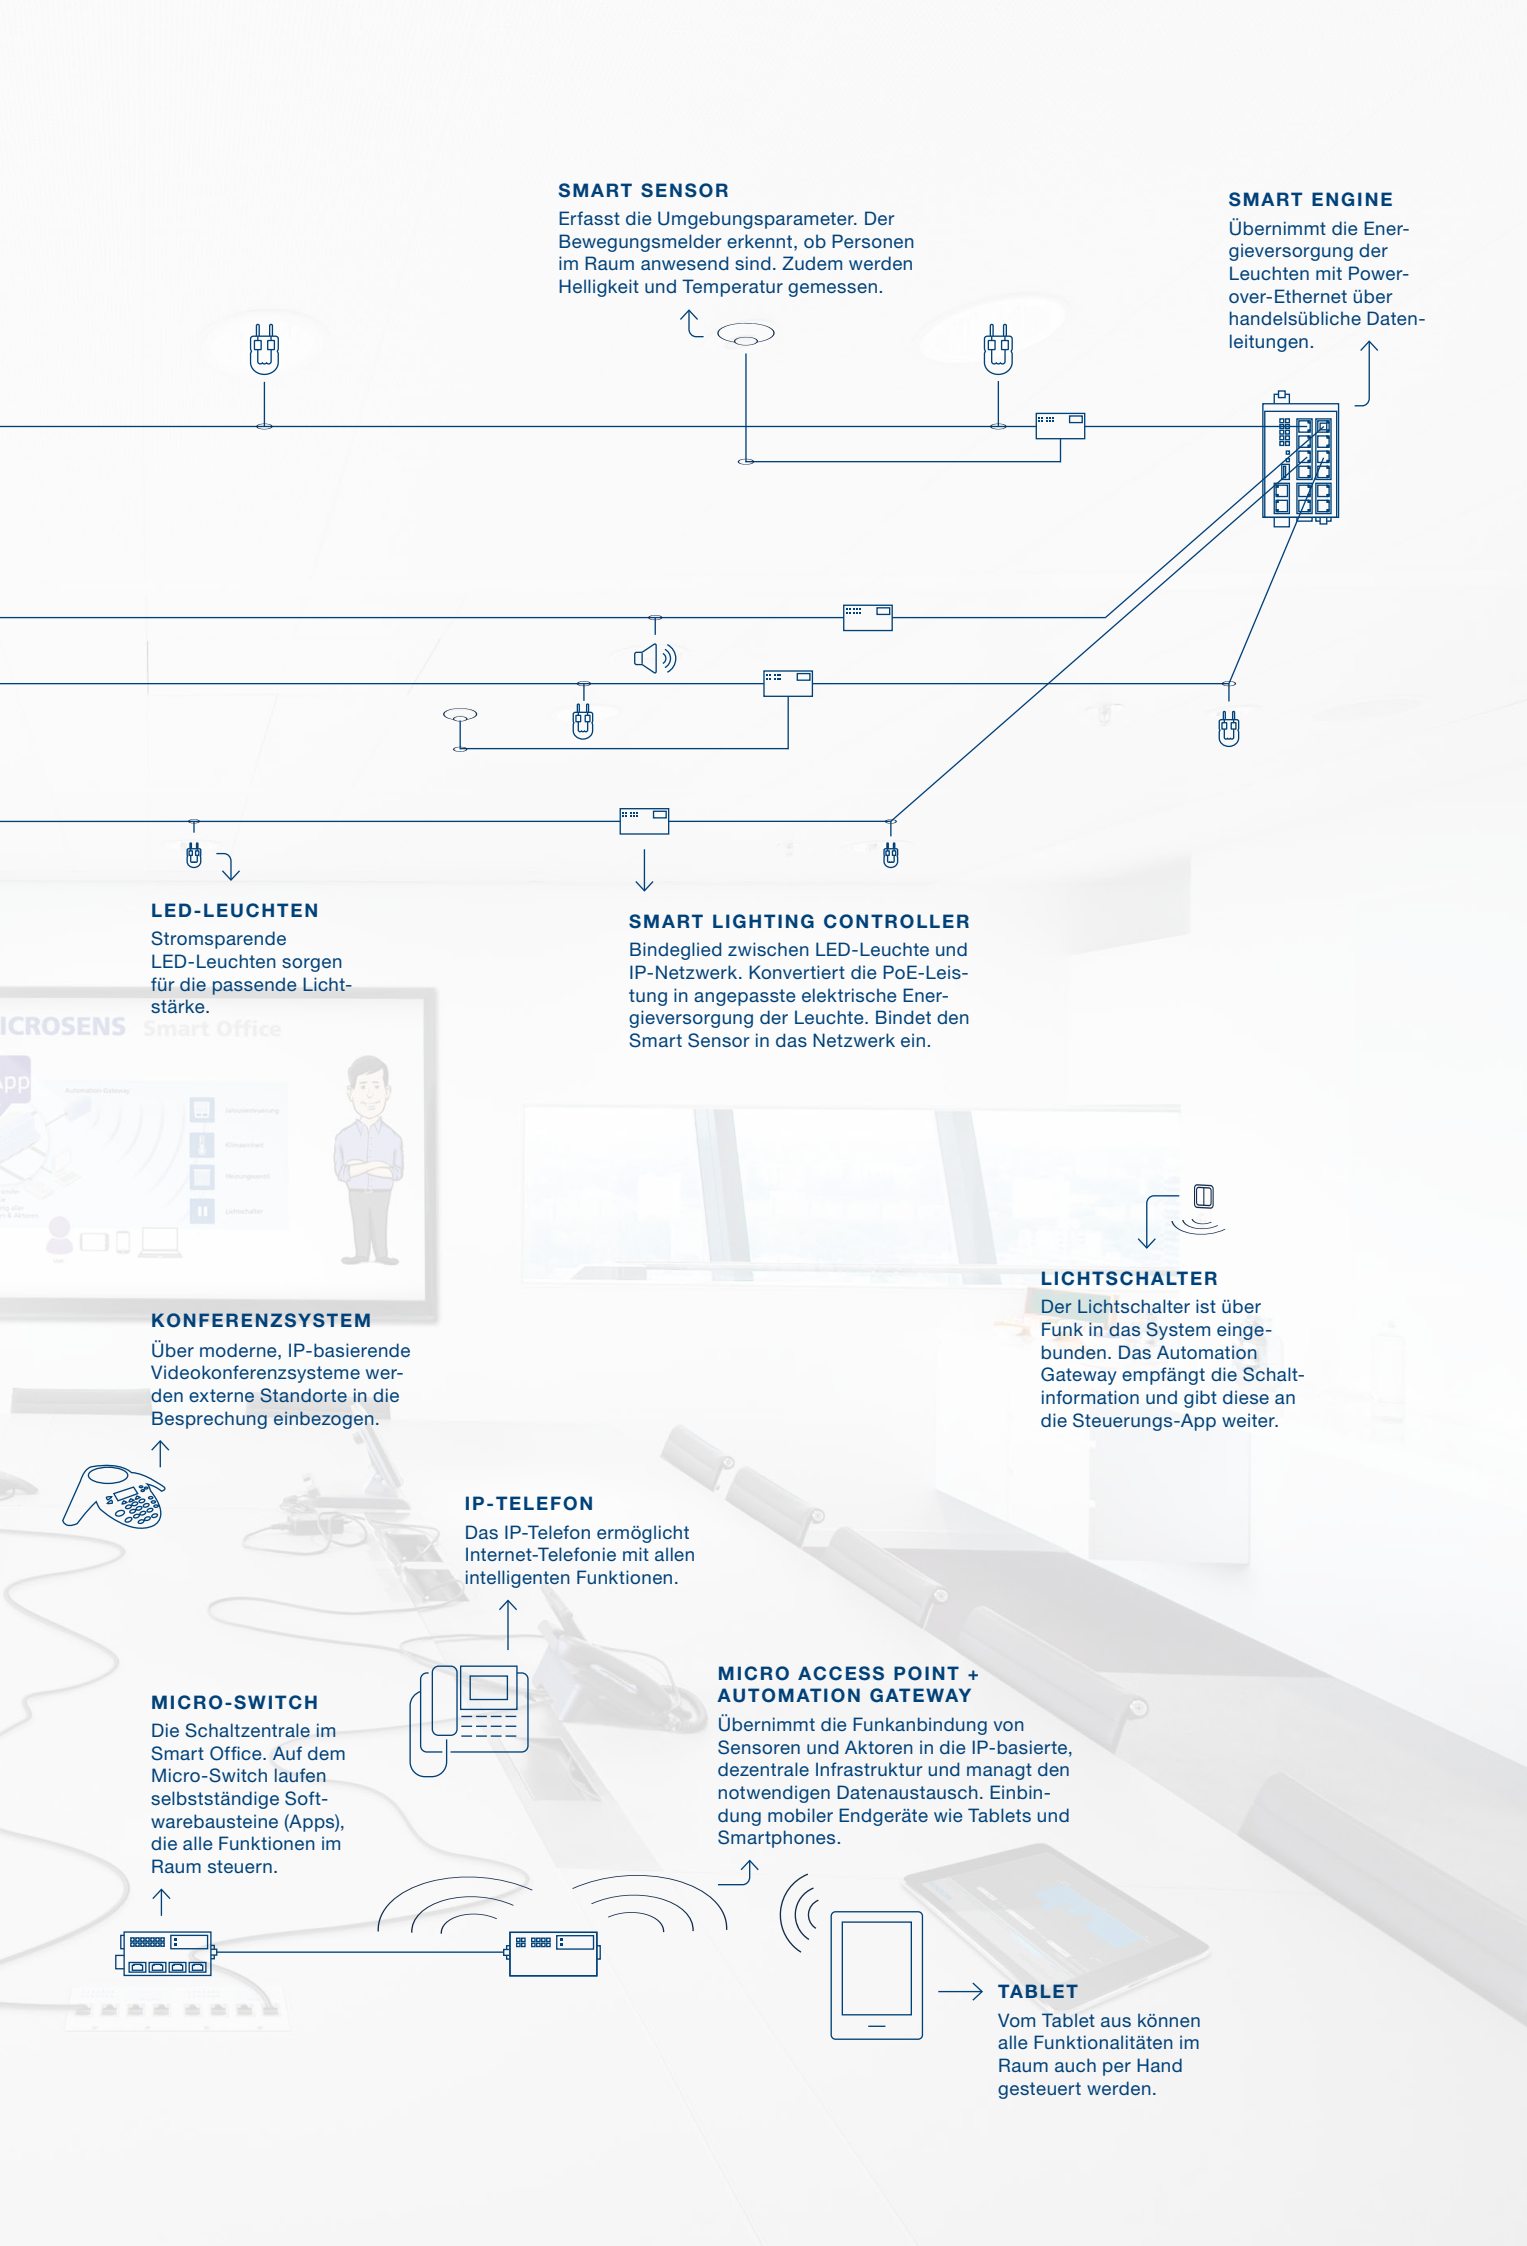 SMART SENSOR
Erfasst die Umgebungsparameter. Der
Bewegungsmelder erkennt, ob Personen
im Raum anwesend sind. Zudem werden
Helligkeit und Temperatur gemessen.
SMART ENGINE
Übernimmt die Ener-
gieversorgung der
Leuchten mit Power-
over-Ethernet über
handelsübliche Daten-
leitungen.
LED-LEUCHTEN
Stromsparende
LED-Leuchten sorgen
für die passende Licht-
stärke.
SMART LIGHTING CONTROLLER
Bindeglied zwischen LED-Leuchte und
IP-Netzwerk. Konvertiert die PoE-Leis-
tung in angepasste elektrische Ener-
gieversorgung der Leuchte. Bindet den
Smart Sensor in das Netzwerk ein.
ICROSENS Smart Office
App
Automation-Gateway
Klimaeinheit
Heizungsventil
Lichtschalter
LICHTSCHALTER
Der Lichtschalter ist über
Funk in das System einge-
bunden. Das Automation
Gateway empfängt die Schalt-
information und gibt diese an
die Steuerungs-App weiter.
KONFERENZSYSTEM
Über moderne, IP-basierende
Videokonferenzsysteme wer-
den externe Standorte in die
Besprechung einbezogen.
IP-TELEFON
Das IP-Telefon ermöglicht
Internet-Telefonie mit allen
intelligenten Funktionen.
MICRO-SWITCH
Die Schaltzentrale im
Smart Office. Auf dem
Micro-Switch laufen
selbstständige Soft-
warebausteine (Apps),
die alle Funktionen im
Raum steuern.
MICRO ACCESS POINT +
AUTOMATION GATEWAY
Übernimmt die Funkanbindung von
Sensoren und Aktoren in die IP-basierte,
dezentrale Infrastruktur und managt den
notwendigen Datenaustausch. Einbin-
dung mobiler Endgeräte wie Tablets und
Smartphones.
TABLET
Vom Tablet aus können
alle Funktionalitäten im
Raum auch per Hand
gesteuert werden.